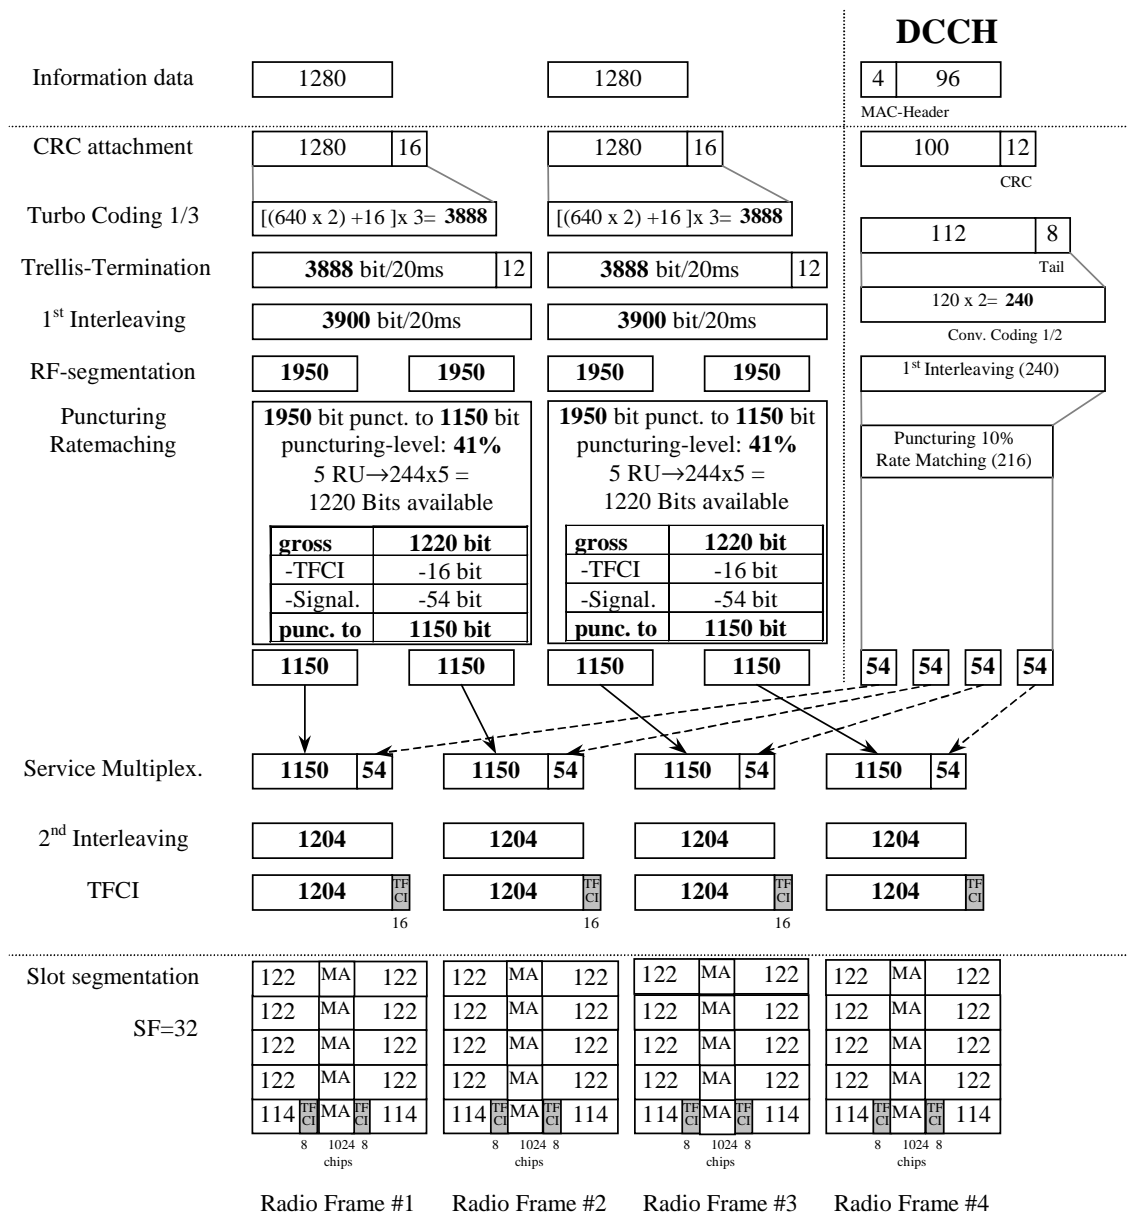 DCCH
Information data 1280 1280 4 96
MAC-Header
CRC attachment 1280 16 1280 16 100 12
CRC
Turbo Coding 1/3 [(640 x 2) +16 ]x 3= 3888 [(640 x 2) +16 ]x 3= 3888
112 8
Trellis-Termination 3888 bit/20ms 12 3888 bit/20ms 12 Tail
120 x 2= 240
1st Interleaving 3900 bit/20ms 3900 bit/20ms
Conv. Coding 1/2
RF-segmentation 1950 1950 1950 1950 1st Interleaving (240)
Puncturing 1950 bit punct. to 1150 bit 1950 bit punct. to 1150 bit
Ratemaching puncturing-level: 41% puncturing-level: 41% Puncturing 10%
5 RU→244x5 = 5 RU→244x5 = Rate Matching (216)
1220 Bits available 1220 Bits available
gross 1220 bit gross 1220 bit
-TFCI -16 bit -TFCI -16 bit
-Signal. -54 bit -Signal. -54 bit
punc. to 1150 bit punc. to 1150 bit
1150 1150 1150 1150 54 54 54 54
Service Multiplex. 1150 54 1150 54 1150 54 1150 54
2nd Interleaving 1204 1204 1204 1204
TFCI 1204 TF CI 1204 TF CI 1204 TF CI 1204 TF CI
16 16 16
Slot segmentation 122 MA 122 122 MA 122 122 MA 122 122 MA 122
SF=32 122 MA 122 122 MA 122 122 MA 122 122 MA 122
122 MA 122 122 MA 122 122 MA 122 122 MA 122
122 MA 122 122 MA 122 122 MA 122 122 MA 122
114 TF CI MA TF CI 114 114 TF CI MA TF CI 114 114 TF CI MA TF CI 114 114 TF CI MA TF CI 114
8 1024 8 8 1024 8 8 1024 8 8 1024 8
chips chips chips chips
Radio Frame #1 Radio Frame #2 Radio Frame #3 Radio Frame #4